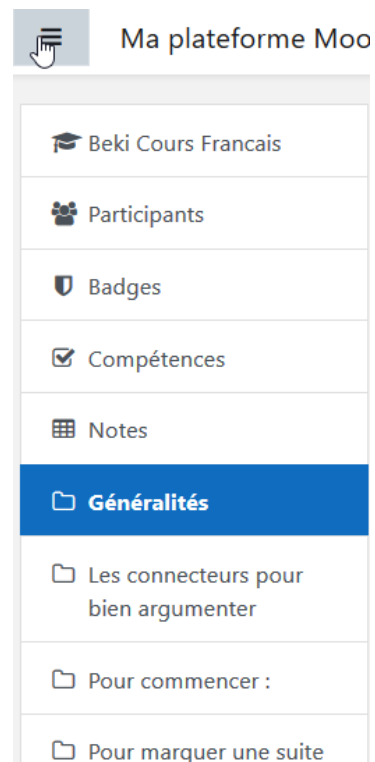 Ma plateforme Moo
Beki Cours Francais
Participants
Badges
Compétences
Notes
Généralités
Les connecteurs pour
bien argumenter
Pour commencer :
Pour marquer une suite